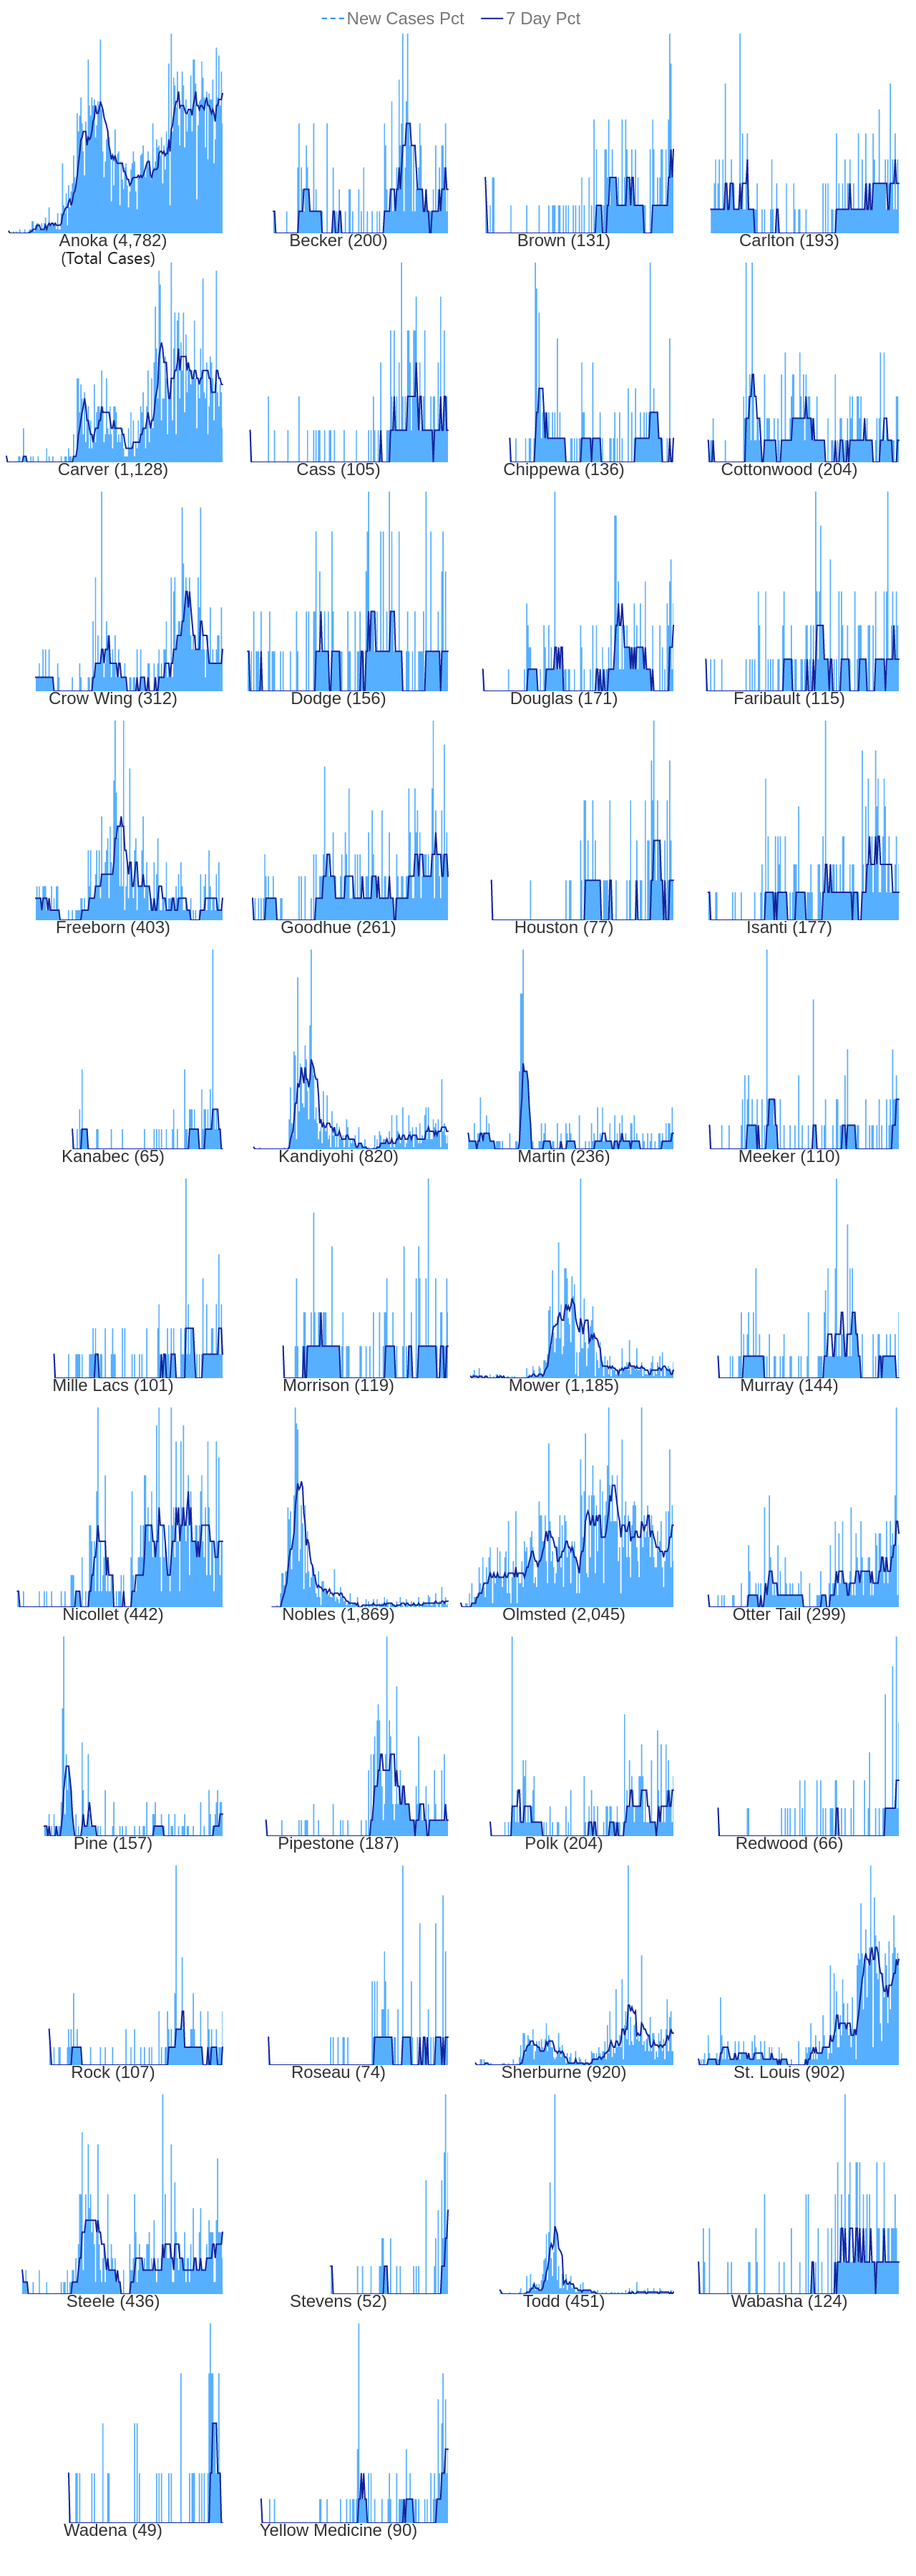 New Cases Pct 7 Day Pct
Anoka (4,782) Becker (200) Brown (131) Carlton (193)
(Total Cases)
Carver (1,128) Cass (105) Chippewa (136) Cottonwood (204)
Crow Wing (312) Dodge (156) Douglas (171) Faribault (115)
Freeborn (403) Goodhue (261) Houston (77) Isanti (177)
Kanabec (65) Kandiyohi (820) Martin (236) Meeker (110)
Mille Lacs (101) Morrison (119) Mower (1,185) Murray (144)
Nicollet (442) Nobles (1,869) Olmsted (2,045) Otter Tail (299)
Pine (157) Pipestone (187) Polk (204) Redwood (66)
Rock (107) Roseau (74) Sherburne (920) St. Louis (902)
Steele (436) Stevens (52) Todd (451) Wabasha (124)
Wadena (49) Yellow Medicine (90)